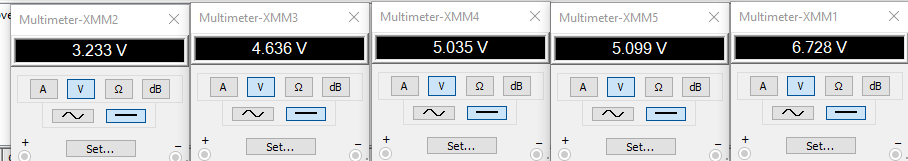 ove
Multimeter-XMM2
3.233 V
A V Ω dB
Set...
+ −
Multimeter-XMM3
4.636 V
A V Ω dB
Set...
+ −
Multimeter-XMM4
5.035 V
A V Ω dB
Set...
+ −
Multimeter-XMM5
5.099 V
A V Ω dB
Set...
+ −
Multimeter-XMM1
6.728 V
A V Ω dB
Set...
+ −